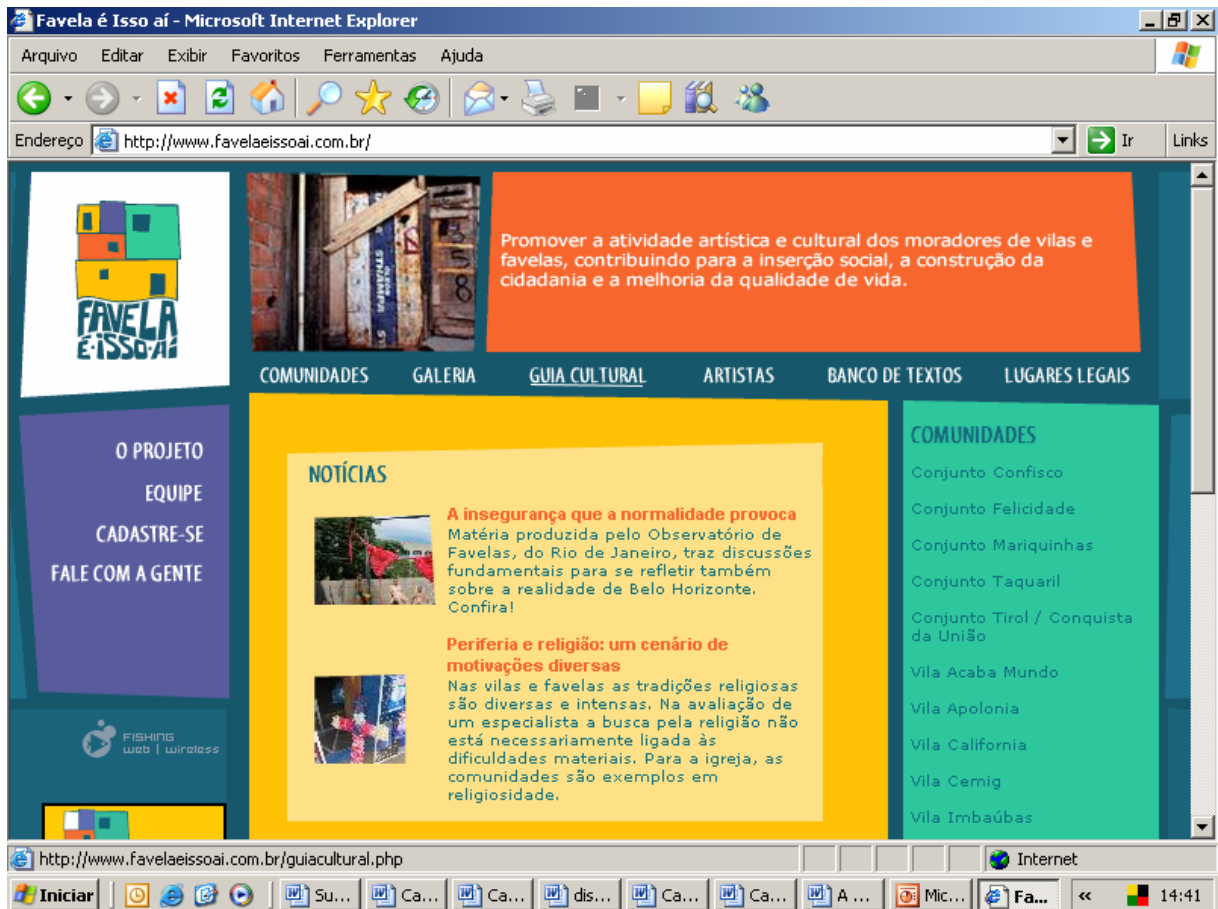 Favela é Isso aí - Microsoft Internet Explorer
Arquivo Editar Exibir Favoritos Ferramentas Ajuda
Endereço http://www.favelaeissoai.com.br/ Ir Links
FAVELA
É·ISSO·AÍ
STHAMPA
3
5
8
Promover a atividade artística e cultural dos moradores de vilas e
favelas, contribuindo para a inserção social, a construção da
cidadania e a melhoria da qualidade de vida.
COMUNIDADES GALERIA GUIA CULTURAL ARTISTAS BANCO DE TEXTOS LUGARES LEGAIS
O PROJETO
EQUIPE
CADASTRE-SE
FALE COM A GENTE
FISHING
web | wireless
NOTÍCIAS
A insegurança que a normalidade provoca
Matéria produzida pelo Observatório de
Favelas, do Rio de Janeiro, traz discussões
fundamentais para se refletir também
sobre a realidade de Belo Horizonte.
Confira!
Periferia e religião: um cenário de
motivações diversas
Nas vilas e favelas as tradições religiosas
são diversas e intensas. Na avaliação de
um especialista a busca pela religião não
está necessariamente ligada às
dificuldades materiais. Para a igreja, as
comunidades são exemplos em
religiosidade.
COMUNIDADES
Conjunto Confisco
Conjunto Felicidade
Conjunto Mariquinhas
Conjunto Taquaril
Conjunto Tirol / Conquista
da União
Vila Acaba Mundo
Vila Apolonia
Vila California
Vila Cemig
Vila Imbaúbas
http://www.favelaeissoai.com.br/guiacultural.php Internet
Iniciar Su... Ca... Ca... dis... Ca... Ca... A ... Mic... Fa... « 14:41